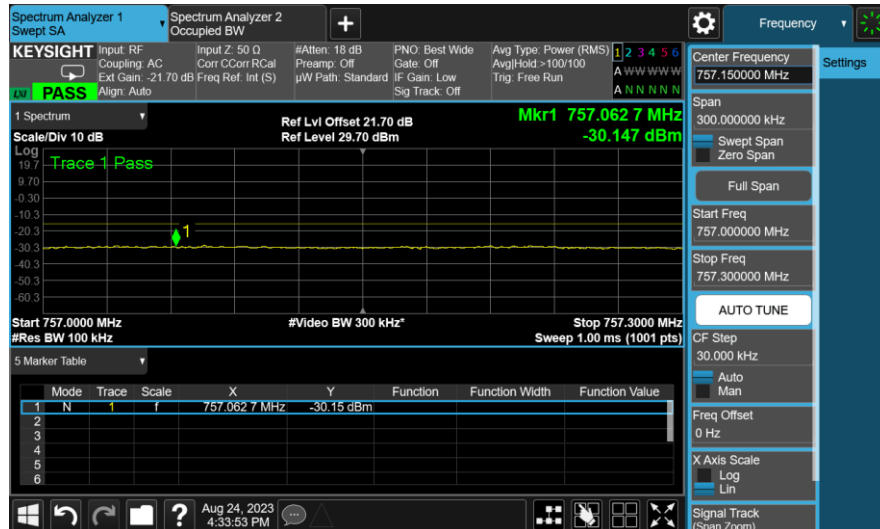 Spectrum Analyzer 1
Swept SA
Spectrum Analyzer 2
Occupied BW
Frequency
KEYSIGHT
Input: RF
Coupling: AC
Ext Gain: -21.70 dB
Align: Auto
Input Z: 50 Ω
Corr CCorr RCal
Freq Ref: Int (S)
#Atten: 18 dB
Preamp: Off
µW Path: Standard
PNO: Best Wide
Gate: Off
IF Gain: Low
Sig Track: Off
Avg Type: Power (RMS)
Avg|Hold:>100/100
Trig: Free Run
1 2 3 4 5 6
A W W W W W
A N N N N N
LXI
PASS
1 Spectrum
Scale/Div 10 dB
Ref Lvl Offset 21.70 dB
Ref Level 29.70 dBm
Mkr1 757.062 7 MHz
-30.147 dBm
Log
Trace 1 Pass
19.7
9.70
-0.30
-10.3
-20.3
-30.3
-40.3
-50.3
-60.3
1
Start 757.0000 MHz
#Res BW 100 kHz
#Video BW 300 kHz*
Stop 757.3000 MHz
Sweep 1.00 ms (1001 pts)
5 Marker Table
Mode Trace Scale X Y Function Function Width Function Value
1 N 1 f 757.062 7 MHz -30.15 dBm
2
3
4
5
6
Aug 24, 2023
4:33:53 PM
Center Frequency
757.150000 MHz
Settings
Span
300.000000 kHz
Swept Span
Zero Span
Full Span
Start Freq
757.000000 MHz
Stop Freq
757.300000 MHz
AUTO TUNE
CF Step
30.000 kHz
Auto
Man
Freq Offset
0 Hz
X Axis Scale
Log
Lin
Signal Track
(Span Zoom)